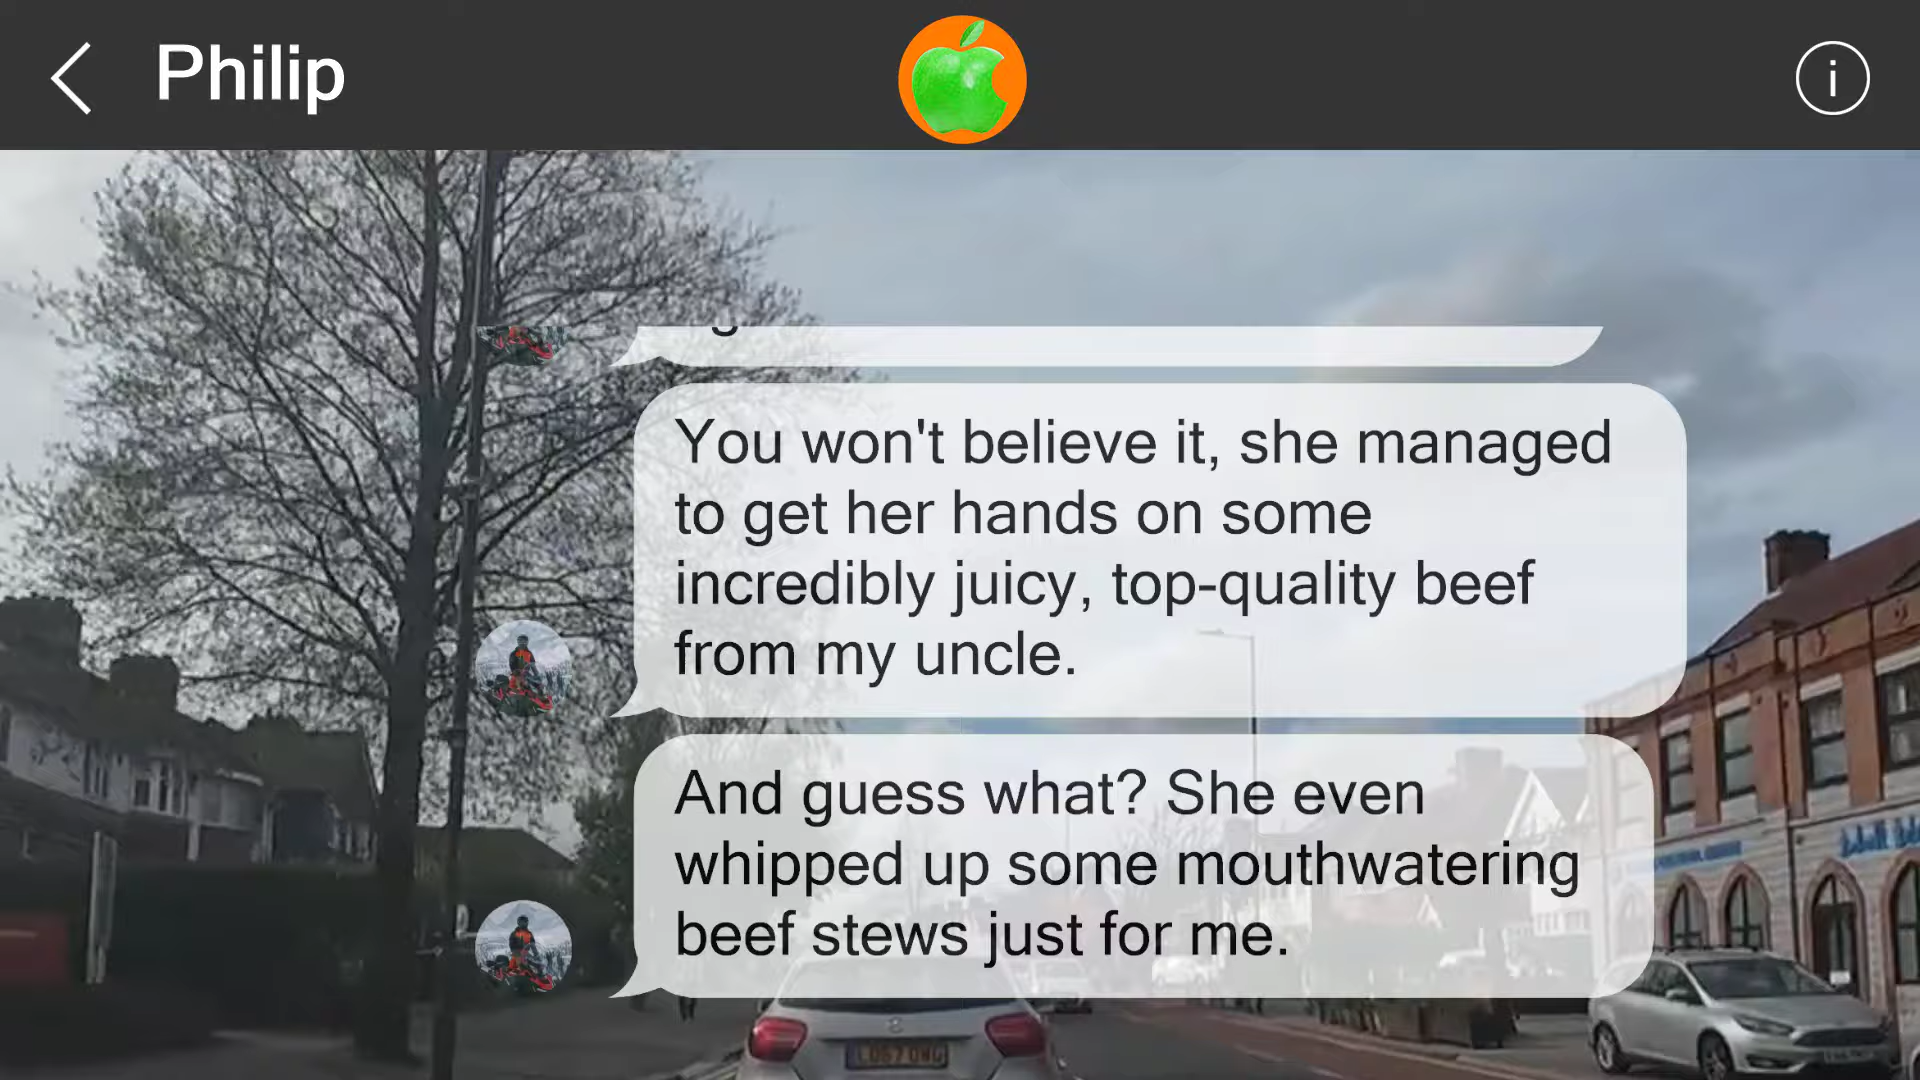 Philip
i
g
You won't believe it, she managed
to get her hands on some
incredibly juicy, top-quality beef
from my uncle.
And guess what? She even
whipped up some mouthwatering
beef stews just for me.